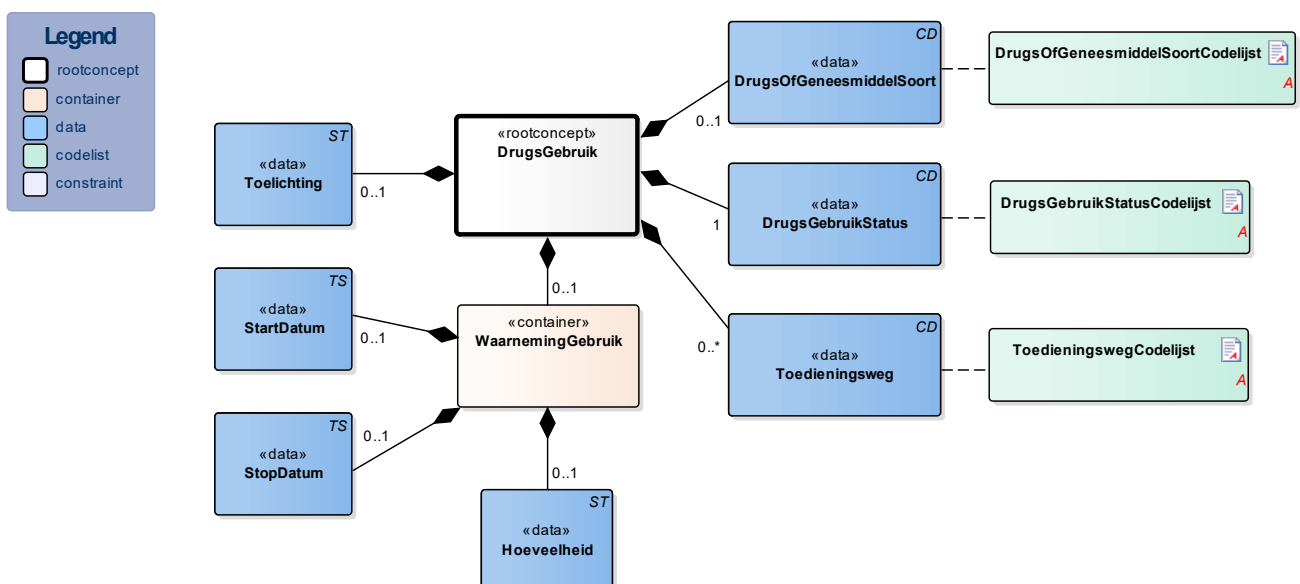 Legend
rootconcept
container
data
codelist
constraint
ST
«data»
Toelichting
0..1
«rootconcept»
DrugsGebruik
CD
«data»
DrugsOfGeneesmiddelSoort
0..1
DrugsOfGeneesmiddelSoortCodelijst
A
CD
«data»
DrugsGebruikStatus
1
DrugsGebruikStatusCodelijst
A
TS
«data»
StartDatum
0..1
0..1
«container»
WaarnemingGebruik
CD
«data»
Toedieningsweg
0..*
ToedieningswegCodelijst
A
TS
«data»
StopDatum
0..1
0..1
ST
«data»
Hoeveelheid